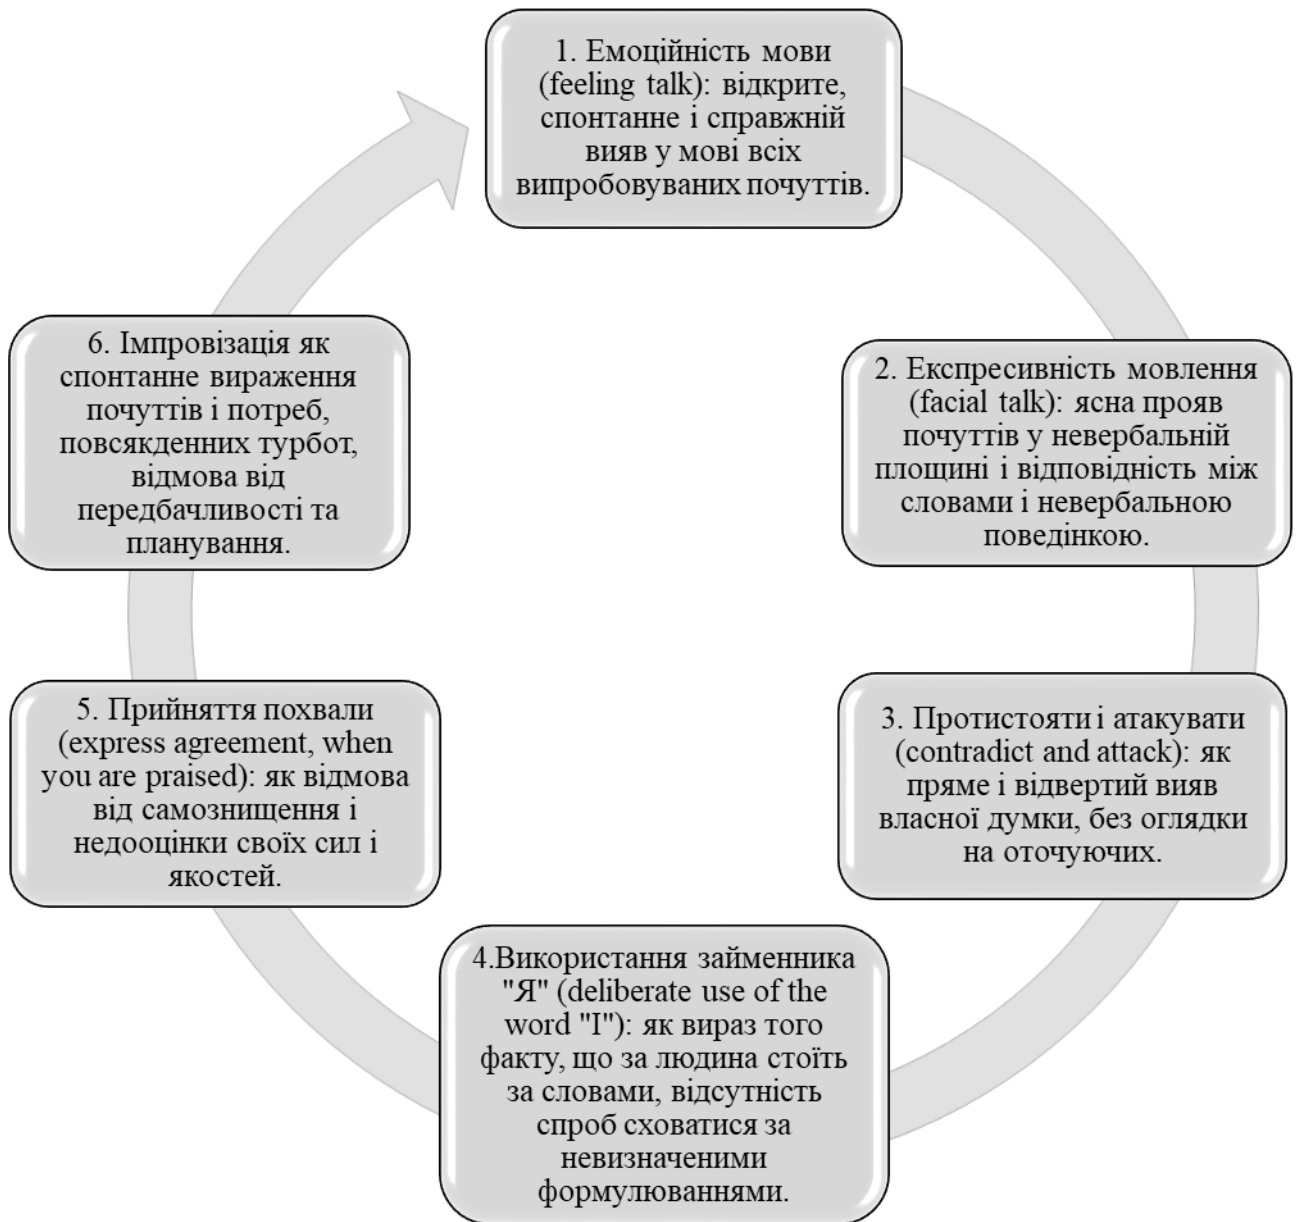 1. Емоційність мови
(feeling talk): відкрите,
спонтанне і справжній
вияв у мові всіх
випробовуваних почуттів.
2. Експресивність мовлення
(facial talk): ясна прояв
почуттів у невербальній
площині і відповідність між
словами і невербальною
поведінкою.
3. Протистояти і атакувати
(contradict and attack): як
пряме і відвертий вияв
власної думки, без оглядки
на оточуючих.
4.Використання займенника
"Я" (deliberate use of the
word "I"): як вираз того
факту, що за людина стоїть
за словами, відсутність
спроб сховатися за
невизначеними
формулюваннями.
5. Прийняття похвали
(express agreement, when
you are praised): як відмова
від самознищення і
недооцінки своїх сил і
якостей.
6. Імпровізація як
спонтанне вираження
почуттів і потреб,
повсякденних турбот,
відмова від
передбачливості та
планування.